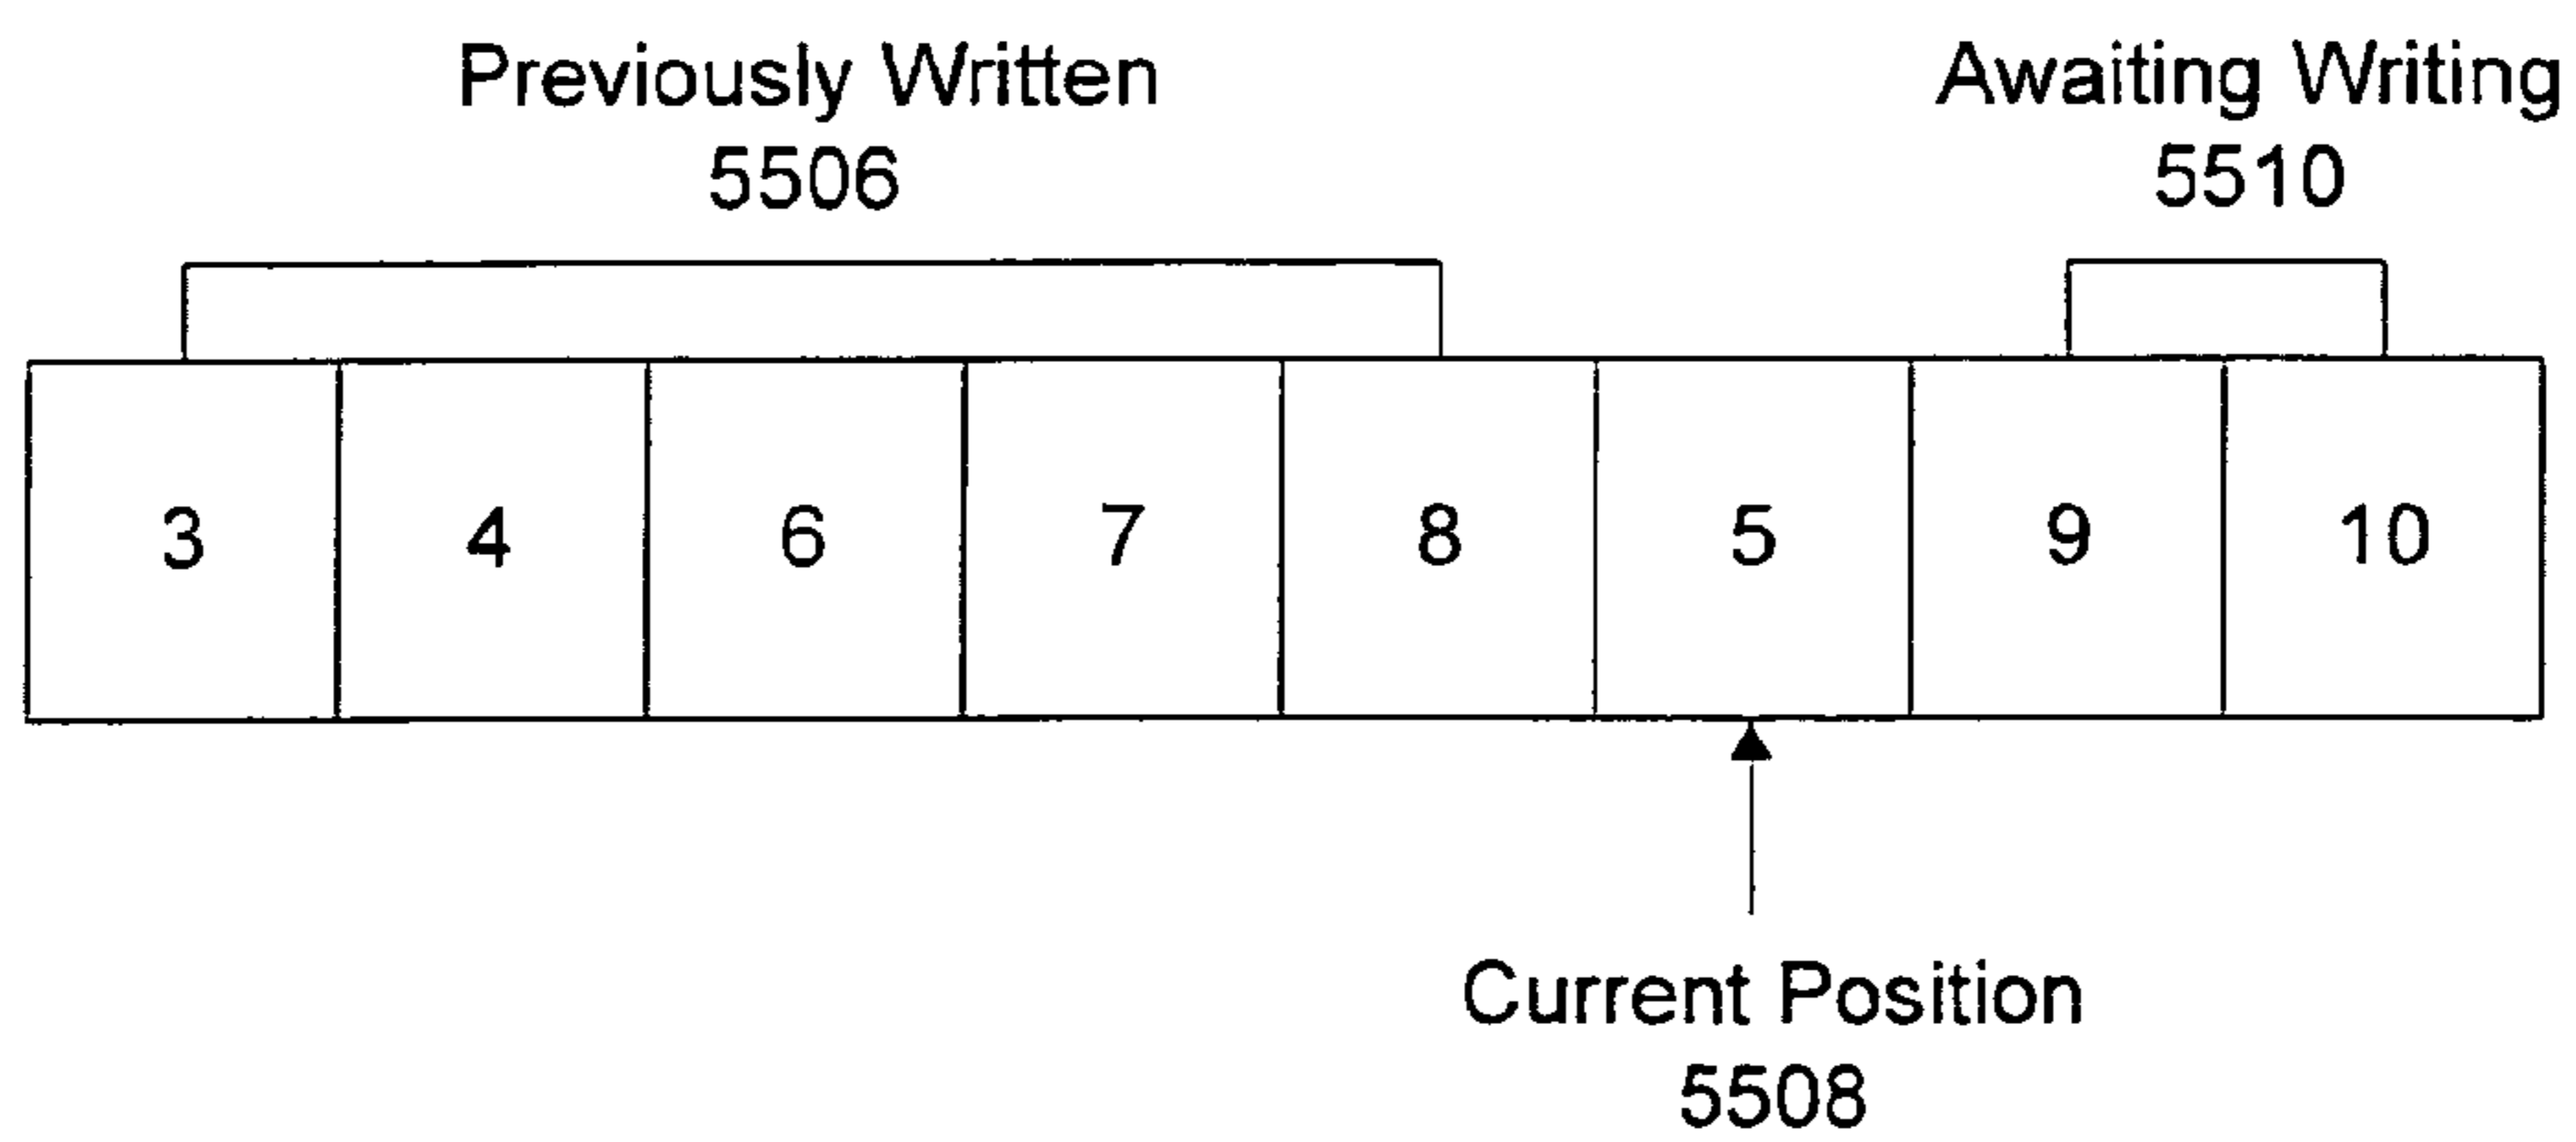 Previously Written
5506
Awaiting Writing
5510
3 4 6 7 8 5 9 10
Current Position
5508